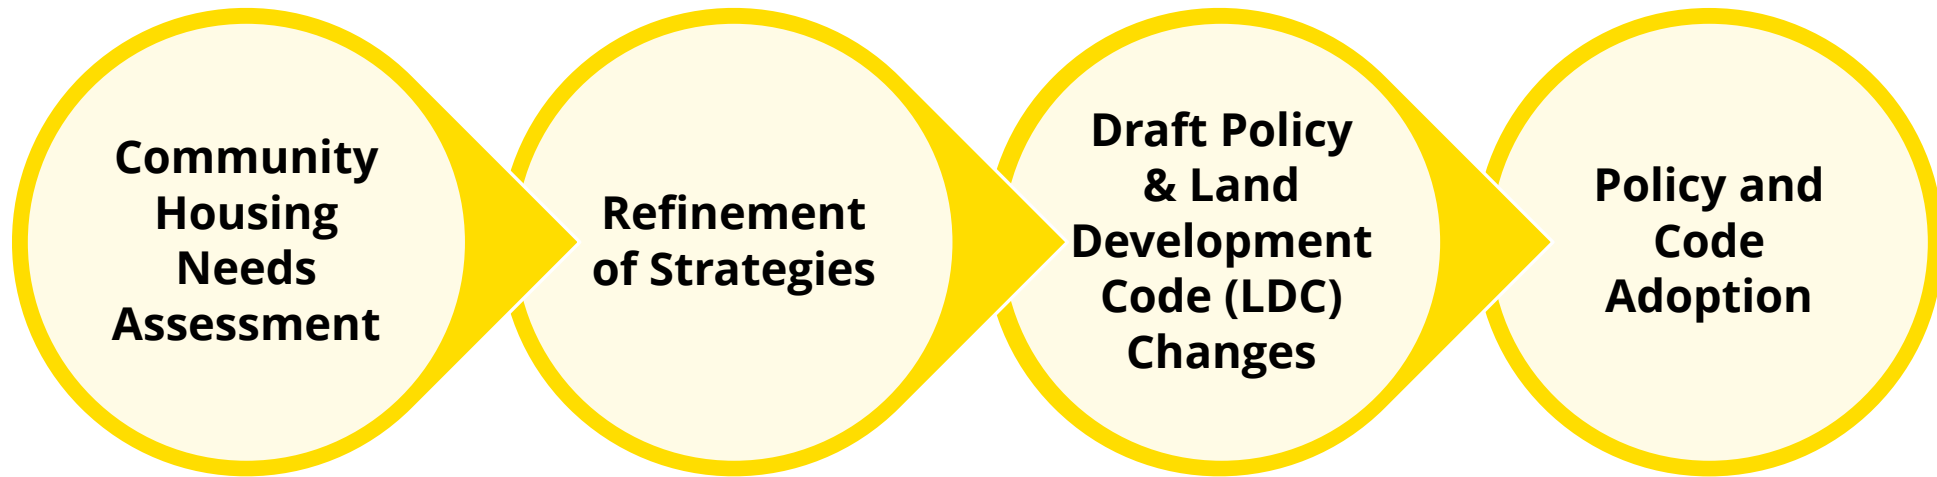 Community
Housing
Needs
Assessment
Refinement
of Strategies
Draft Policy
& Land
Development
Code (LDC)
Changes
Policy and
Code
Adoption